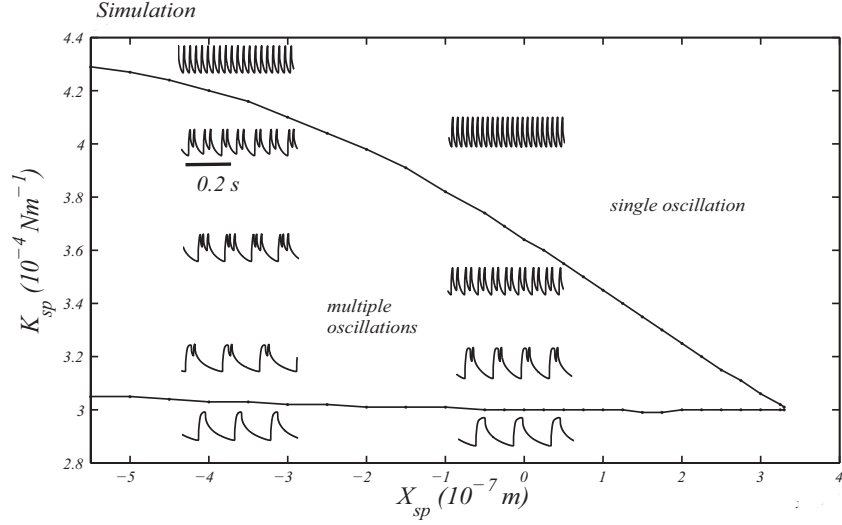 Simulation
4.4
4.2
4
3.8
3.6
3.4
3.2
3
2.8
K_sp (10^−4 Nm^−1)
0.2 s
single oscillation
multiple
oscillations
−5 −4 −3 −2 −1 0 1 2 3 4
X_sp (10^−7 m)